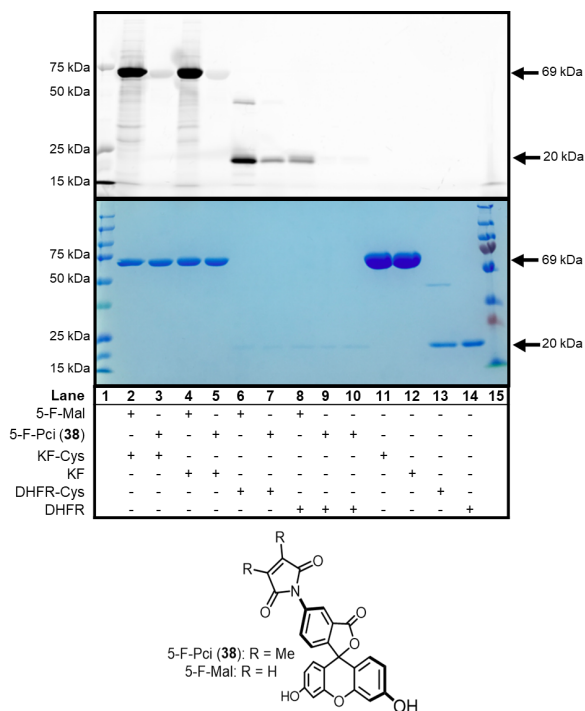 75 kDa
69 kDa
50 kDa
25 kDa
20 kDa
15 kDa
75 kDa
69 kDa
50 kDa
25 kDa
20 kDa
15 kDa
Lane 1 2 3 4 5 6 7 8 9 10 11 12 13 14 15
5-F-Mal - + - + - + - + - - - - - - -
5-F-Pci (38) - - + - + - + - + + - - - - -
KF-Cys - + + - - - - - - - + - - - -
KF - - - + + - - - - - - + - - -
DHFR-Cys - - - - - + + - - - - - + - -
DHFR - - - - - - - + + + - - - + -
R
R
O
N
O
O
O
5-F-Pci (38): R = Me
5-F-Mal: R = H
HO
O
OH